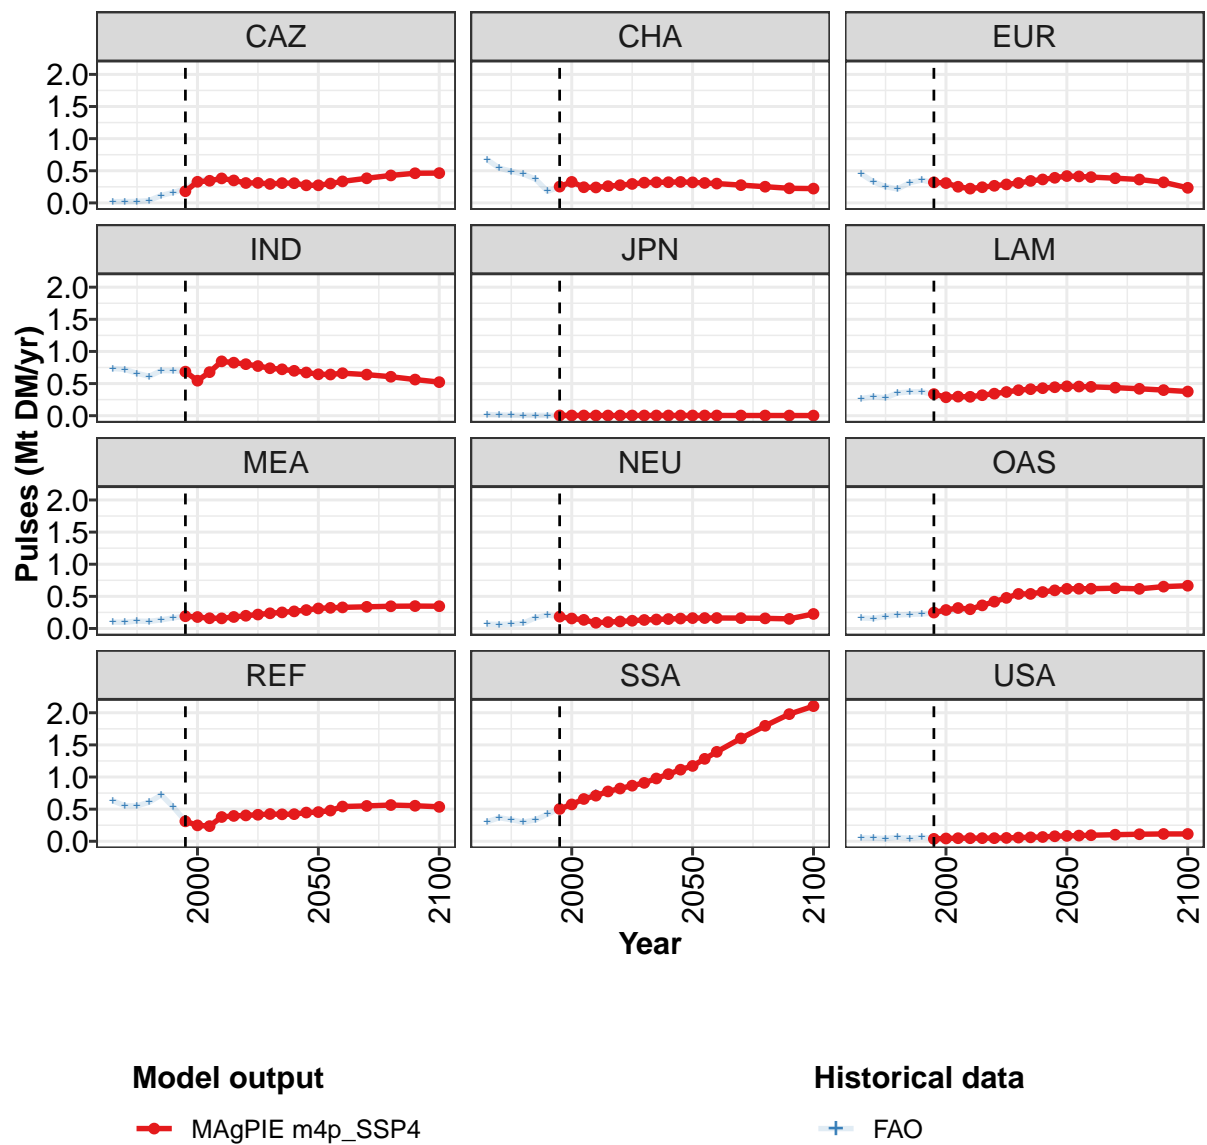 CAZ CHA EUR
2.0
1.5
1.0
0.5
0.0
IND JPN LAM
2.0
1.5
1.0
0.5
0.0
Pulses (Mt DM/yr)
MEA NEU OAS
2.0
1.5
1.0
0.5
0.0
REF SSA USA
2.0
1.5
1.0
0.5
0.0
2000 2050 2100 2000 2050 2100 2000 2050 2100
Year
Model output Historical data
MAgPIE m4p_SSP4 FAO